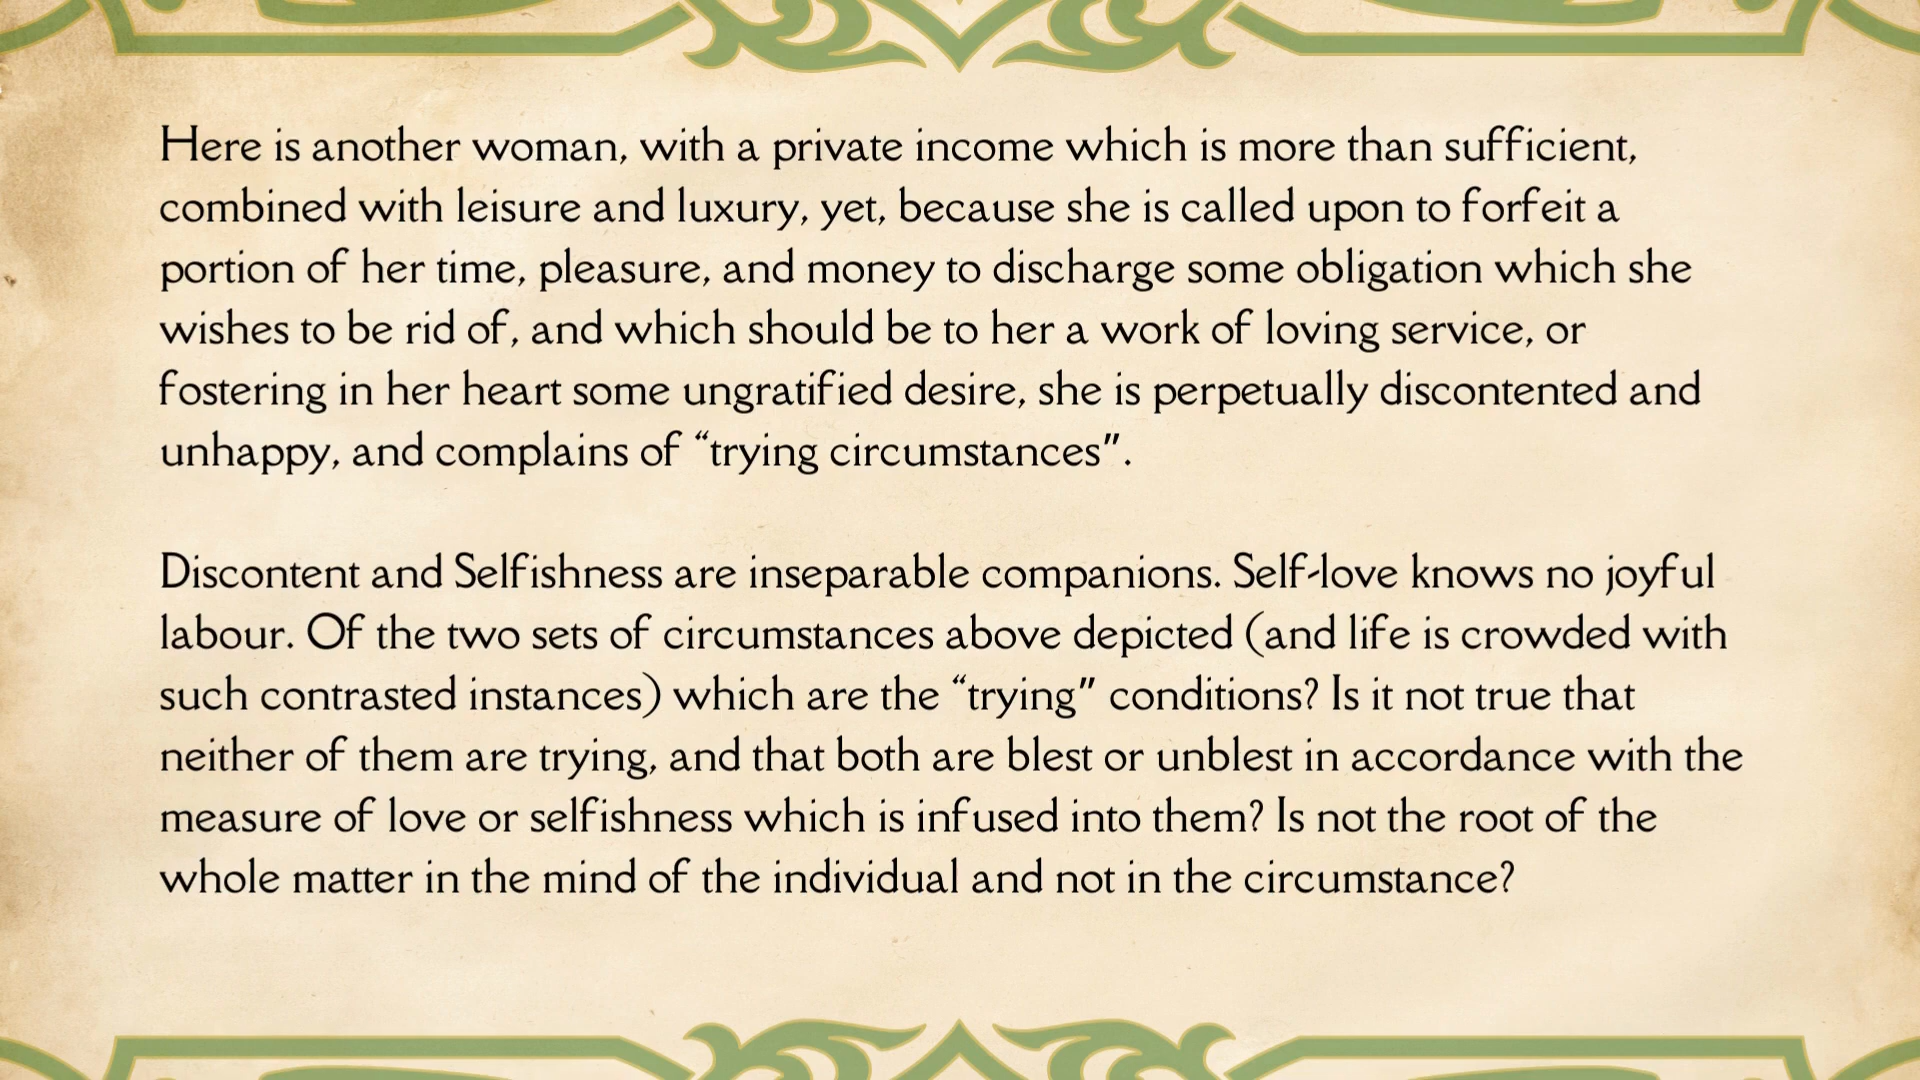 Here is another woman, with a private income which is more than sufficient,
combined with leisure and luxury, yet, because she is called upon to forfeit a
portion of her time, pleasure, and money to discharge some obligation which she
wishes to be rid of, and which should be to her a work of loving service, or
fostering in her heart some ungratified desire, she is perpetually discontented and
unhappy, and complains of “trying circumstances”.
Discontent and Selfishness are inseparable companions. Self-love knows no joyful
labour. Of the two sets of circumstances above depicted (and life is crowded with
such contrasted instances) which are the “trying” conditions? Is it not true that
neither of them are trying, and that both are blest or unblest in accordance with the
measure of love or selfishness which is infused into them? Is not the root of the
whole matter in the mind of the individual and not in the circumstance?